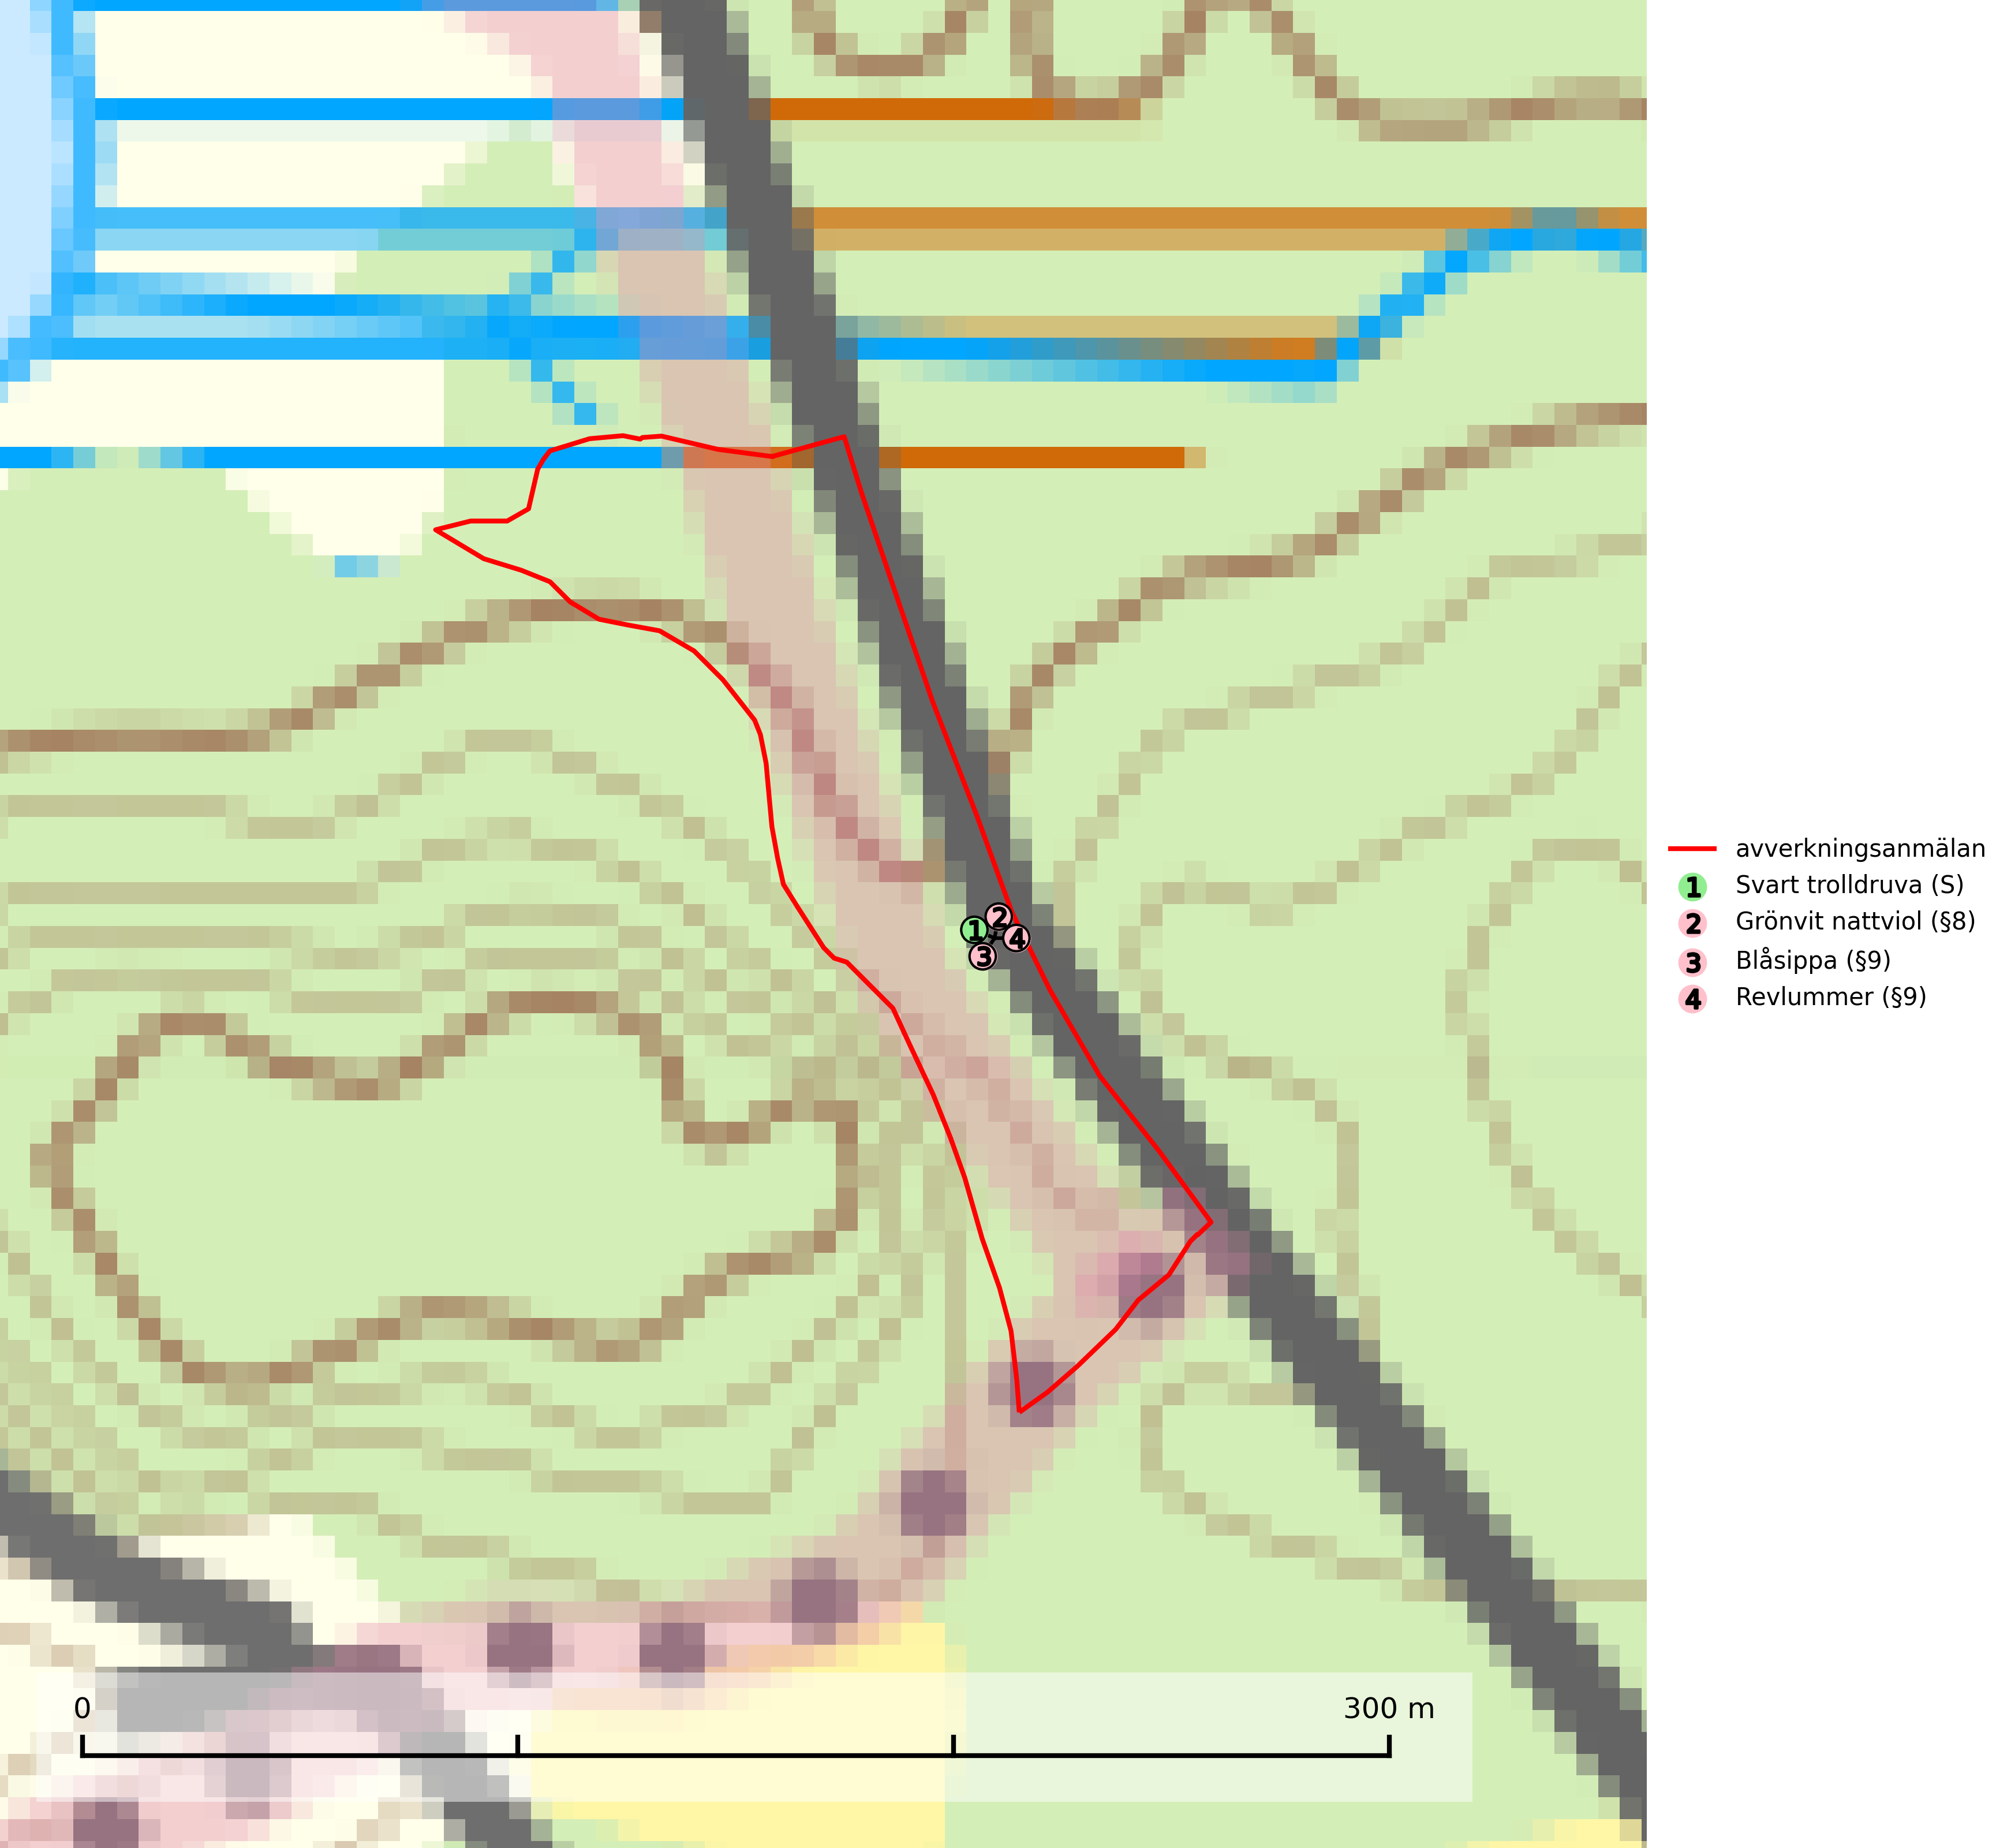 avverkningsanmälan
1 Svart trolldruva (S)
2 Grönvit nattviol (§8)
3 Blåsippa (§9)
4 Revlummer (§9)
2
1
4
3
0 300 m